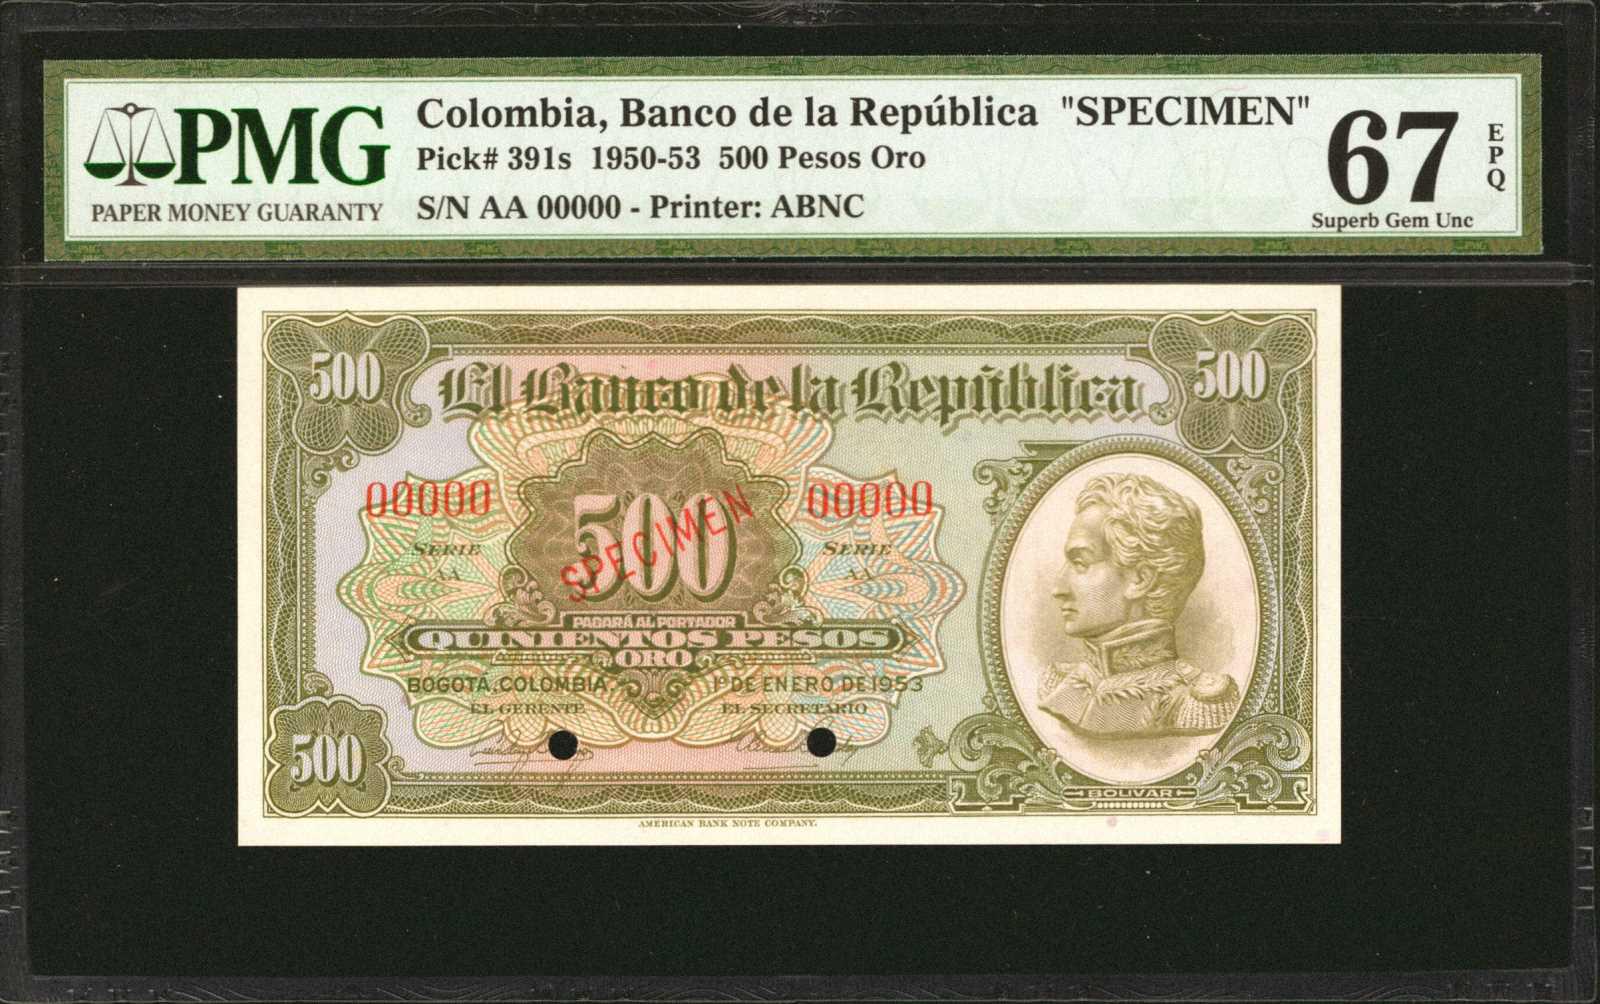 PMG
PAPER MONEY GUARANTY
Colombia, Banco de la República "SPECIMEN"
Pick# 391s 1950-53 500 Pesos Oro
S/N AA 00000 - Printer: ABNC
67
EPQ
Superb Gem Unc
500
500
El Banco de la República
00000
00000
SERIE
AA
SERIE
AA
500
SPECIMEN
PAGARÁ AL PORTADOR
QUINIENTOS PESOS
ORO
BOGOTÁ, COLOMBIA,
1º DE ENERO DE 1953
EL GERENTE
EL SECRETARIO
500
BOLIVAR
AMERICAN BANK NOTE COMPANY.